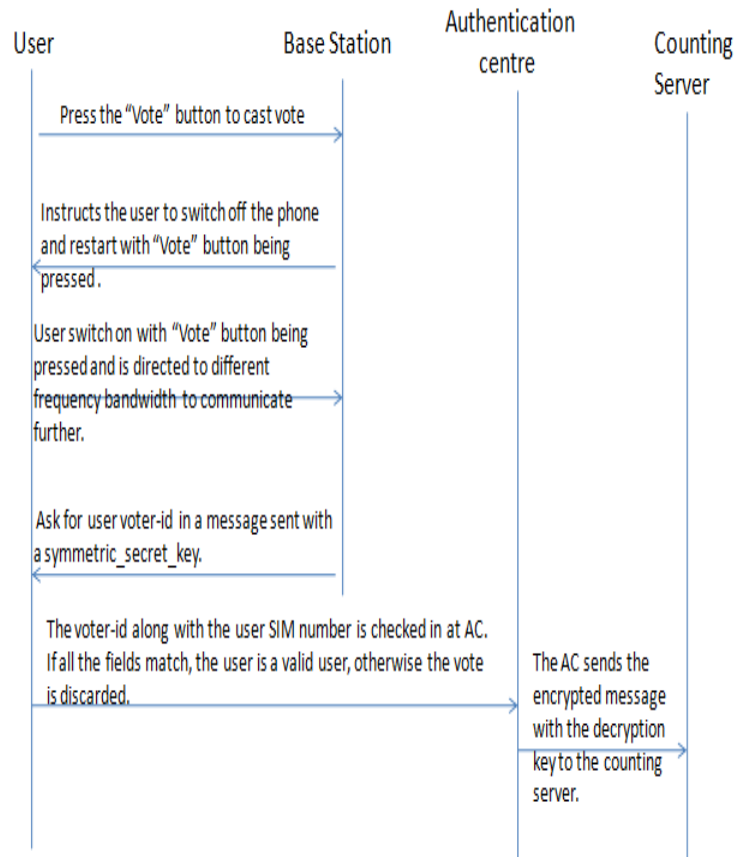 User
Base Station
Authentication
centre
Counting
Server
Press the “Vote” button to cast vote
Instructs the user to switch off the phone
and restart with “Vote” button being
pressed.
User switch on with “Vote” button being
pressed and is directed to different
frequency bandwidth to communicate
further.
Ask for user voter-id in a message sent with
a symmetric_secret_key.
The voter-id along with the user SIM number is checked in at AC.
If all the fields match, the user is a valid user, otherwise the vote
is discarded.
The AC sends the
encrypted message
with the decryption
key to the counting
server.